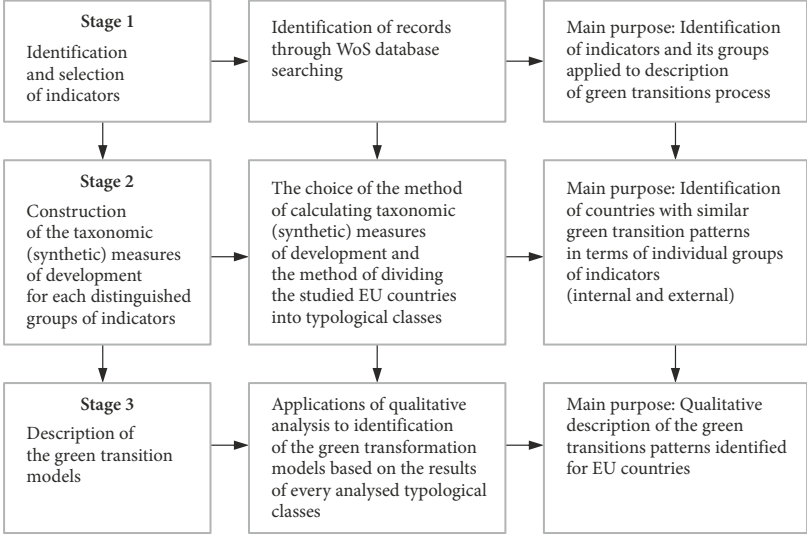 Stage 1
Identification
and selection
of indicators
Identification of records
through WoS database
searching
Main purpose: Identification
of indicators and its groups
applied to description
of green transitions process
Stage 2
Construction
of the taxonomic
(synthetic) measures
of development
for each distinguished
groups of indicators
The choice of the method
of calculating taxonomic
(synthetic) measures
of development and
the method of dividing
the studied EU countries
into typological classes
Main purpose: Identification
of countries with similar
green transition patterns
in terms of individual groups
of indicators
(internal and external)
Stage 3
Description of
the green transition
models
Applications of qualitative
analysis to identification
of the green transformation
models based on the results
of every analysed typological
classes
Main purpose: Qualitative
description of the green
transitions patterns identified
for EU countries